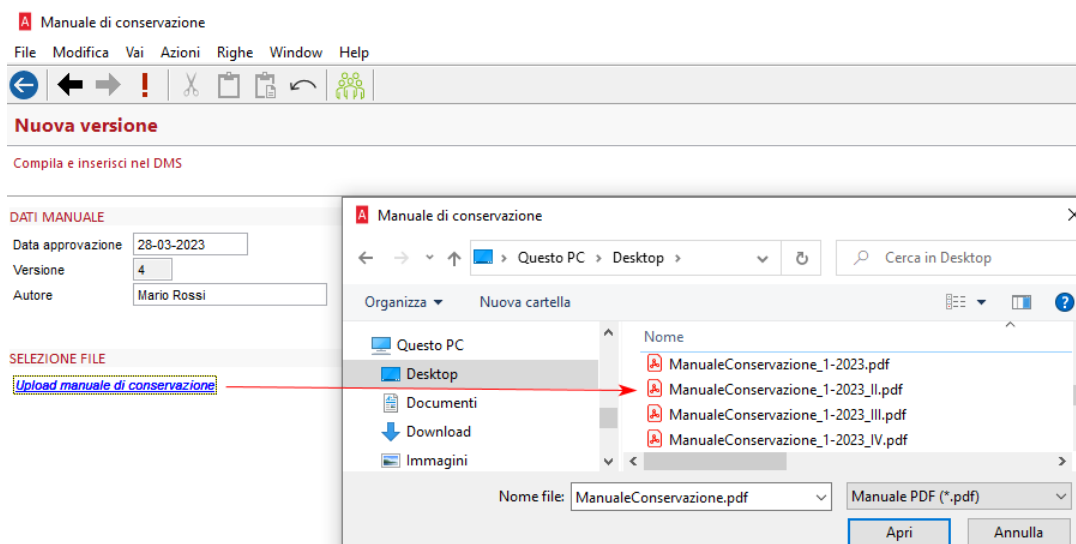 A Manuale di conservazione
File Modifica Vai Azioni Righe Window Help
Nuova versione
Compila e inserisci nel DMS
DATI MANUALE
Data approvazione 28-03-2023
Versione 4
Autore Mario Rossi
SELEZIONE FILE
Upload manuale di conservazione
A Manuale di conservazione
Questo PC > Desktop >
Cerca in Desktop
Organizza Nuova cartella ?
Nome
Questo PC
Desktop
Documenti
Download
Immagini
ManualeConservazione_1-2023.pdf
ManualeConservazione_1-2023_II.pdf
ManualeConservazione_1-2023_III.pdf
ManualeConservazione_1-2023_IV.pdf
Nome file: ManualeConservazione.pdf Manuale PDF (*.pdf)
Apri Annulla